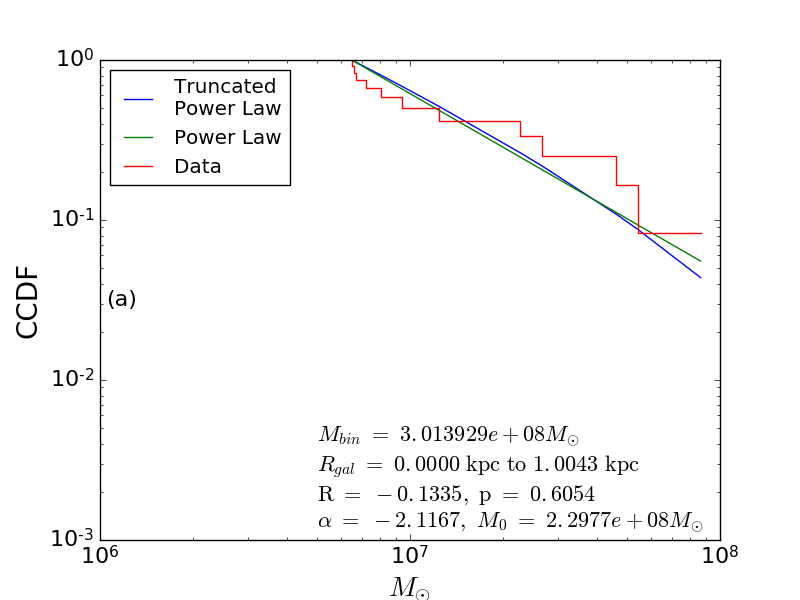 10^0
Truncated
Power Law
Power Law
Data
10^-1
CCDF
(a)
10^-2
M_bin = 3.013929e+08M_⊙
R_gal = 0.0000 kpc to 1.0043 kpc
R = −0.1335, p = 0.6054
α = −2.1167, M_0 = 2.2977e+08M_⊙
10^-3
10^6 10^7 10^8
M_⊙